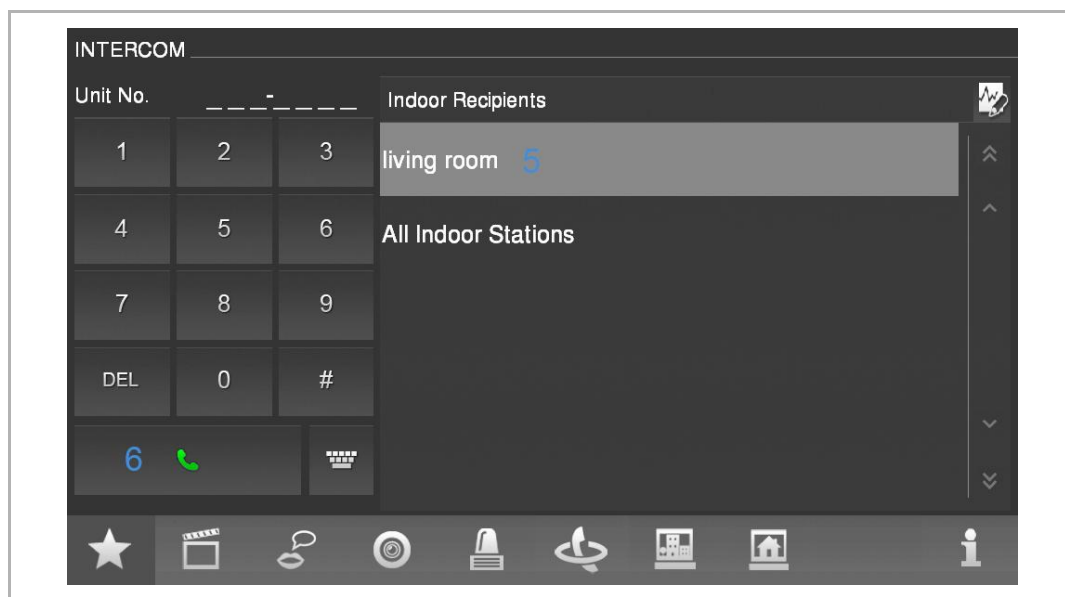 INTERCOM
Unit No. _ _ _-_ _ _ _
Indoor Recipients
1 2 3
living room 5
4 5 6
All Indoor Stations
7 8 9
DEL 0 #
6